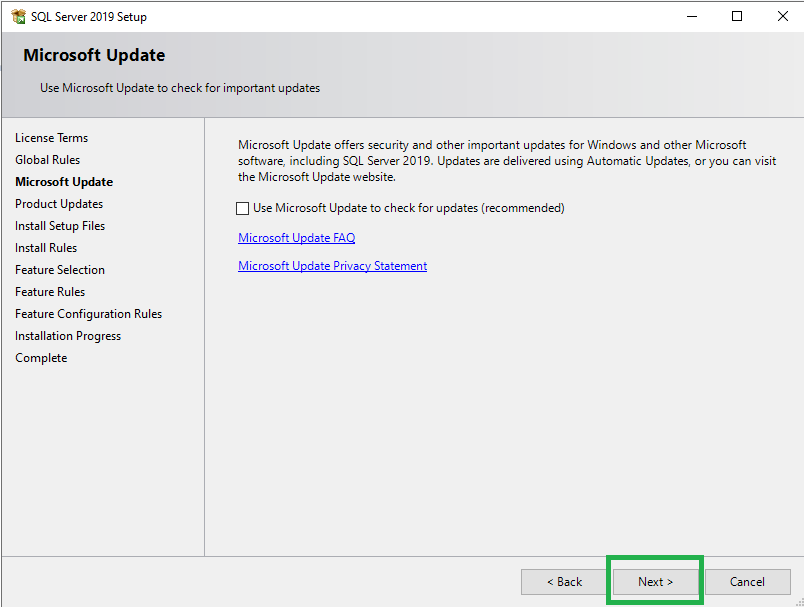 SQL Server 2019 Setup
Microsoft Update
Use Microsoft Update to check for important updates
License Terms
Global Rules
Microsoft Update
Product Updates
Install Setup Files
Install Rules
Feature Selection
Feature Rules
Feature Configuration Rules
Installation Progress
Complete
Microsoft Update offers security and other important updates for Windows and other Microsoft
software, including SQL Server 2019. Updates are delivered using Automatic Updates, or you can visit
the Microsoft Update website.
Use Microsoft Update to check for updates (recommended)
Microsoft Update FAQ
Microsoft Update Privacy Statement
< Back
Next >
Cancel